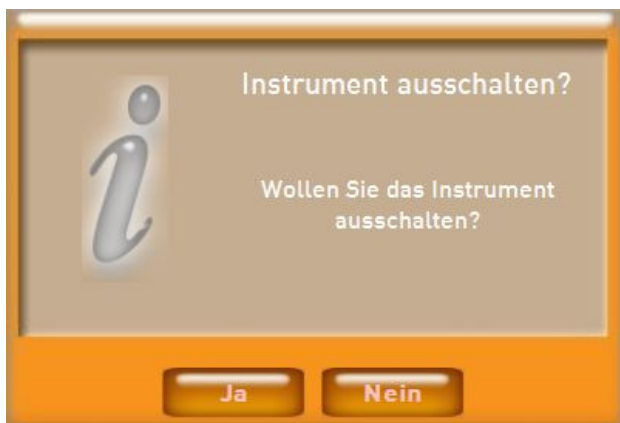 Instrument ausschalten?
Wollen Sie das Instrument
ausschalten?
Ja
Nein